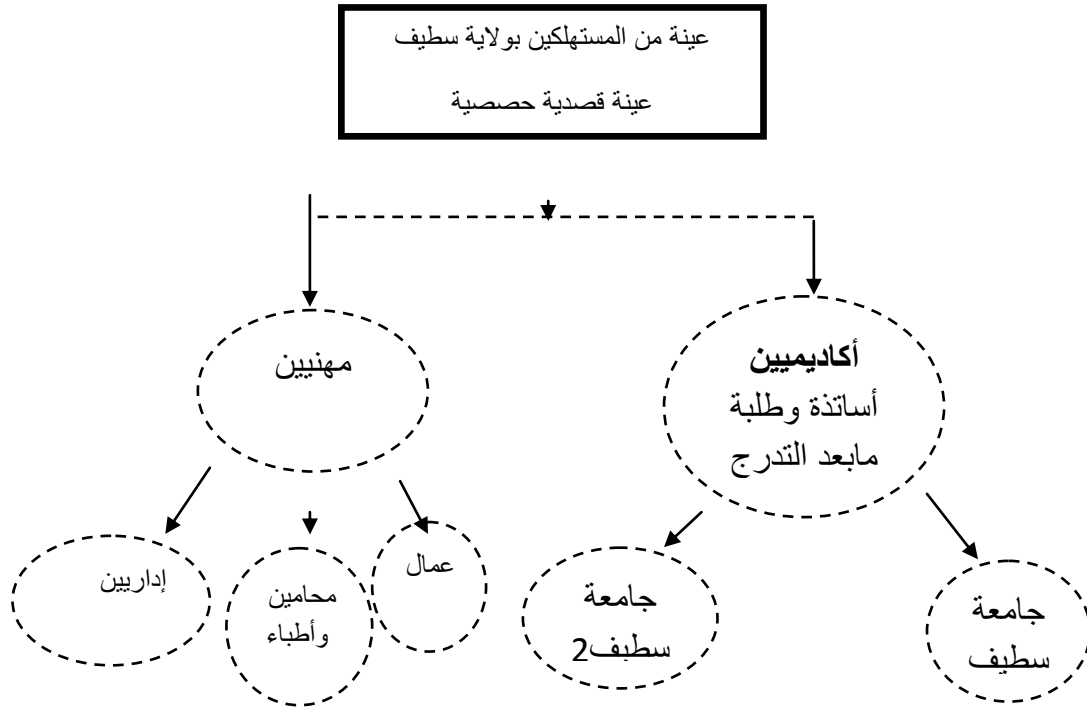 عينة من المستهلكين بولاية سطيف
عينة قصدية حصصية
أكاديميين
أساتذة وطلبة
مابعد التدرج
مهنيين
جامعة
سطيف
جامعة
سطيف2
عمال
محامين
وأطباء
إداريين